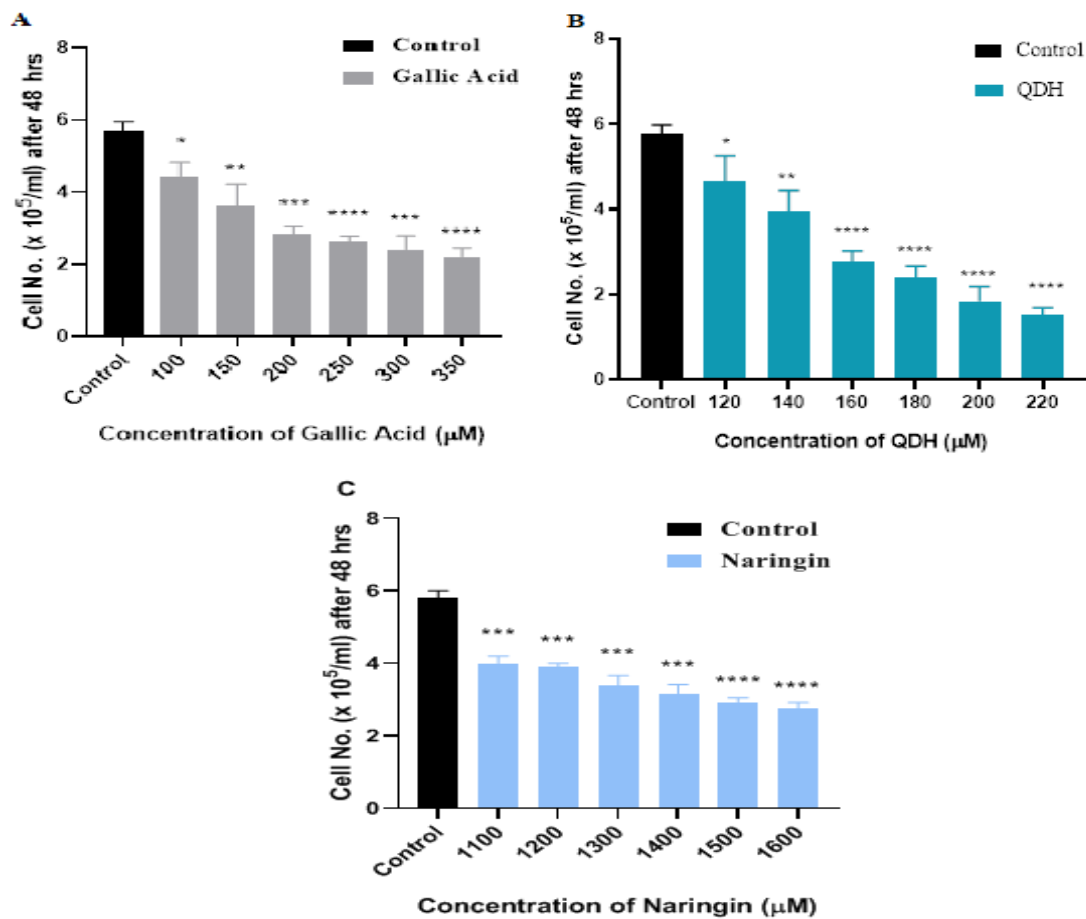 A
Control
Gallic Acid
Cell No. (x 10⁵/ml) after 48 hrs
8
6
4
2
0
*
**
***
****
***
****
Control
100
150
200
250
300
350
Concentration of Gallic Acid (µM)
B
Control
QDH
Cell No. (x 10⁵/ml) after 48 hrs
8
6
4
2
0
*
**
****
****
****
****
Control
120
140
160
180
200
220
Concentration of QDH (µM)
C
Control
Naringin
Cell No. (x 10⁵/ml) after 48 hrs
8
6
4
2
0
***
***
***
***
****
****
Control
1100
1200
1300
1400
1500
1600
Concentration of Naringin (µM)